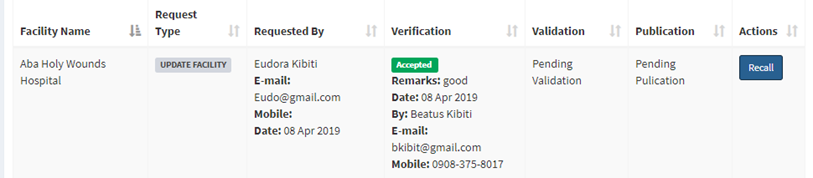 Facility Name
Request Type
Requested By
Verification
Validation
Publication
Actions
Aba Holy Wounds
Hospital
UPDATE FACILITY
Eudora Kibiti
E-mail:
Eudo@gmail.com
Mobile:
Date: 08 Apr 2019
Accepted
Remarks: good
Date: 08 Apr 2019
By: Beatus Kibiti
E-mail:
bkibit@gmail.com
Mobile: 0908-375-8017
Pending
Validation
Pending
Pulication
Recall